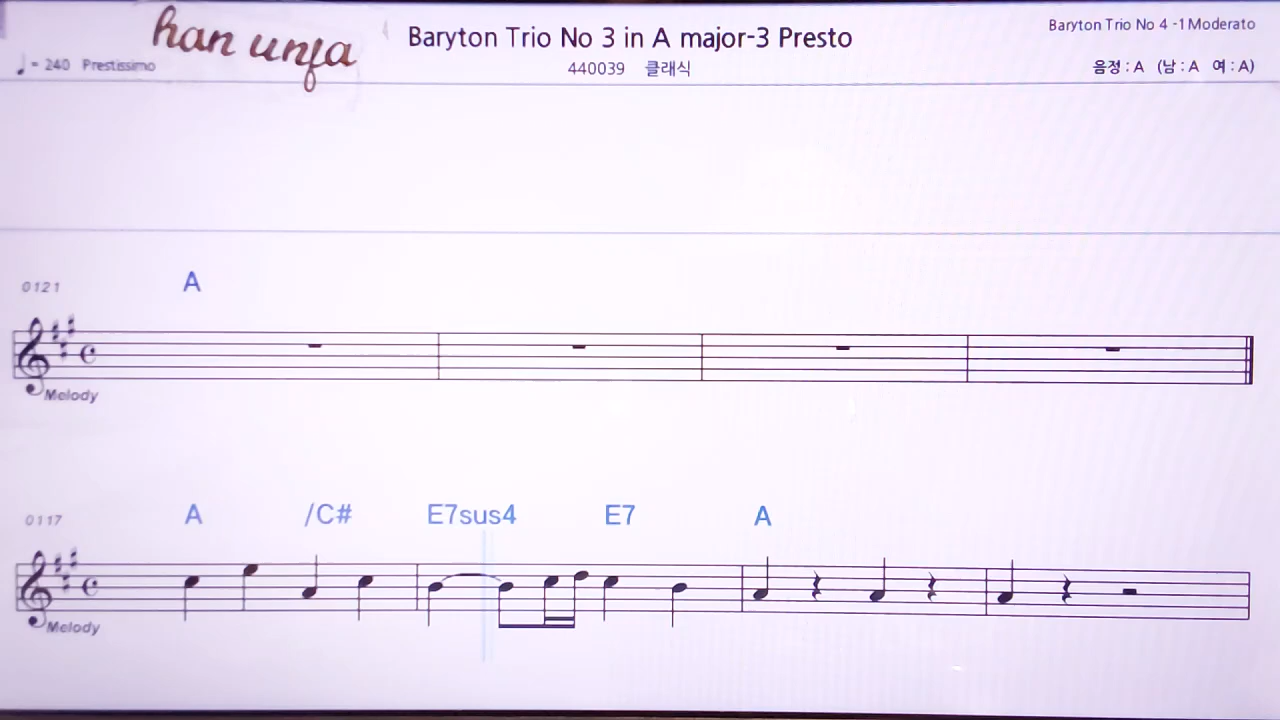 han unja
Baryton Trio No 3 in A major-3 Presto
Baryton Trio No 4 -1 Moderato
♩= 240 Prestissimo
440039 클래식
음정 : A (남 : A 여 : A)
0121 A
Melody
0117 A /C# E7sus4 E7 A
Melody